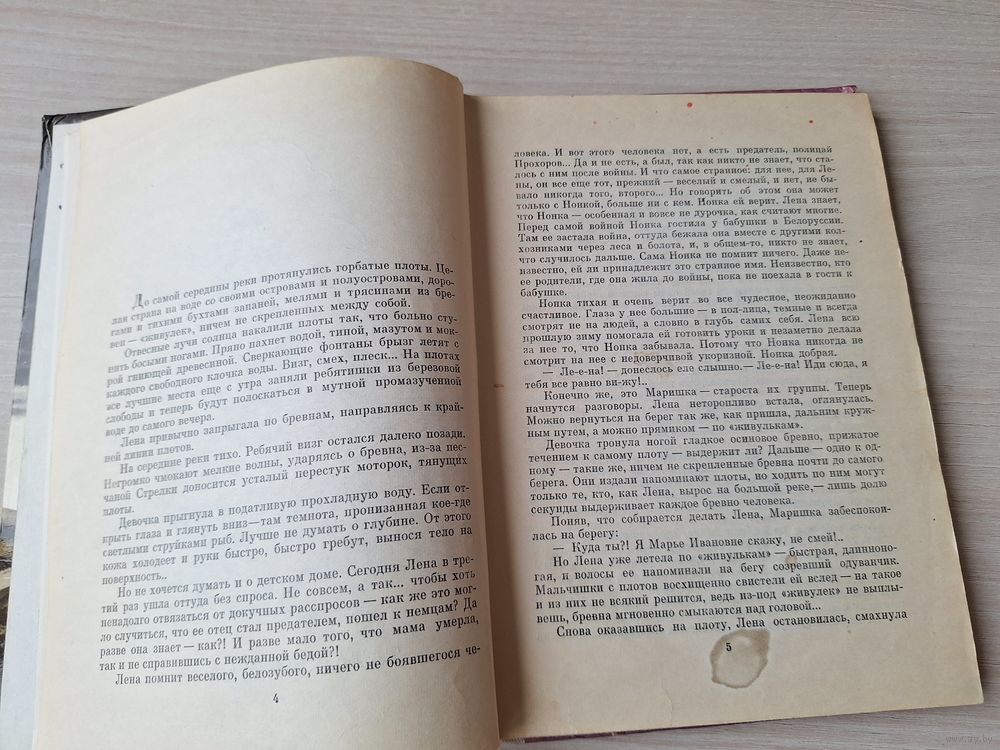 До самой середины реки протянулись горбатые плоты. Це-
лая страна на воде со своими островами и полуостровами, доро-
гами и тихими бухтами запаней, мелями и трясинами из бре-
вен — «живулек», ничем не скрепленных между собой.
Отвесные лучи солнца накалили плоты так, что больно сту-
пить босыми ногами. Пряно пахнет водой, тиной, мазутом и мок-
рой гниющей древесиной. Сверкающие фонтаны брызг летят с
каждого свободного клочка воды. Визг, смех, плеск... На плотах
все лучшие места еще с утра заняли ребятишки из березовой
слободы и теперь будут полоскаться в мутной промазученной
воде до самого вечера.
Лена привычно запрыгала по бревнам, направляясь к край-
ней линии плотов.
На середине реки тихо. Ребячий визг остался далеко позади.
Негромко чмокают мелкие волны, ударяясь о бревна, из-за пес-
чаной Стрелки доносится усталый перестук моторок, тянущих
плоты.
Девочка прыгнула в податливую прохладную воду. Если от-
крыть глаза и глянуть вниз — там темнота, пронизанная кое-где
светлыми струйками рыб. Лучше не думать о глубине. От этого
кожа холодеет и руки быстро, быстро гребут, вынося тело на
поверхность..
Но не хочется думать и о детском доме. Сегодня Лена в тре-
тий раз ушла оттуда без спроса. Не совсем, а так... чтобы хоть
ненадолго отвязаться от докучных расспросов — как же это мог-
ло случиться, что ее отец стал предателем, пошел к немцам? Да
разве она знает — как?! И разве мало того, что мама умерла,
так и не справившись с нежданной бедой?!
Лена помнит веселого, белозубого, ничего не боявшегося че-
4
ловека. И вот этого человека нет, а есть предатель, полицай
Прохоров... Да и не есть, а был, так как никто не знает, что ста-
лось с ним после войны. И что самое странное: для нее, для Ле-
ны, он все еще тот, прежний — веселый и смелый, и нет, не бы-
вало никогда того, второго... Но говорить об этом она может
только с Нонкой, больше ни с кем. Нонка ей верит. Лена знает,
что Нонка — особенная и вовсе не дурочка, как считают многие.
Перед самой войной Нонка гостила у бабушки в Белоруссии.
Там ее застала война, оттуда бежала она вместе с другими кол-
хозниками через леса и болота, и, в общем-то, никто не знает,
что случилось дальше. Сама Нонка не помнит ничего. Даже не-
известно, ей ли принадлежит это странное имя. Неизвестно, кто
ее родители, где она жила до войны, пока не поехала в гости к
бабушке.
Нонка тихая и очень верит во все чудесное, неожиданно
счастливое. Глаза у нее большие — в пол-лица, темные и всегда
смотрят не на людей, а словно в глубь самих себя. Лена всю
прошлую зиму помогала ей готовить уроки и незаметно делала
за нее то, что Нонка забывала. Потому что Нонка никогда не
смотрит на нее с недоверчивой укоризной. Нонка добрая.
— Ле-е-на! — донеслось еле слышно.— Ле-е-на! Иди сюда, я
тебя все равно ви-жу!..
Конечно же, это Маришка — староста их группы. Теперь
начнутся разговоры. Лена неторопливо встала, оглянулась.
Можно вернуться на берег так же, как пришла, дальним круж-
ным путем, а можно прямиком — по «живулькам».
Девочка тронула ногой гладкое осиновое бревно, прижатое
течением к самому плоту — выдержит ли? Дальше — одно к од-
ному — такие же, ничем не скрепленные бревна почти до самого
берега. Они издали напоминают плоты, но ходить по ним могут
только те, кто, как Лена, вырос на большой реке,— лишь долю
секунды выдерживает каждое бревно человека.
Поняв, что собирается делать Лена, Маришка забеспокои-
лась на берегу:
— Куда ты?! Я Марье Ивановне скажу, не смей!..
Но Лена уже летела по «живулькам» — быстрая, длинноно-
гая, и волосы ее напоминали на бегу созревший одуванчик.
Мальчишки с плотов восхищенно свистели ей вслед — на такое
и из них не всякий решится, ведь из-под «живулек» не выплы-
вешь, бревна мгновенно смыкаются над головой...
Снова оказавшись на плоту, Лена остановилась, смахнула
5
www.ay.by